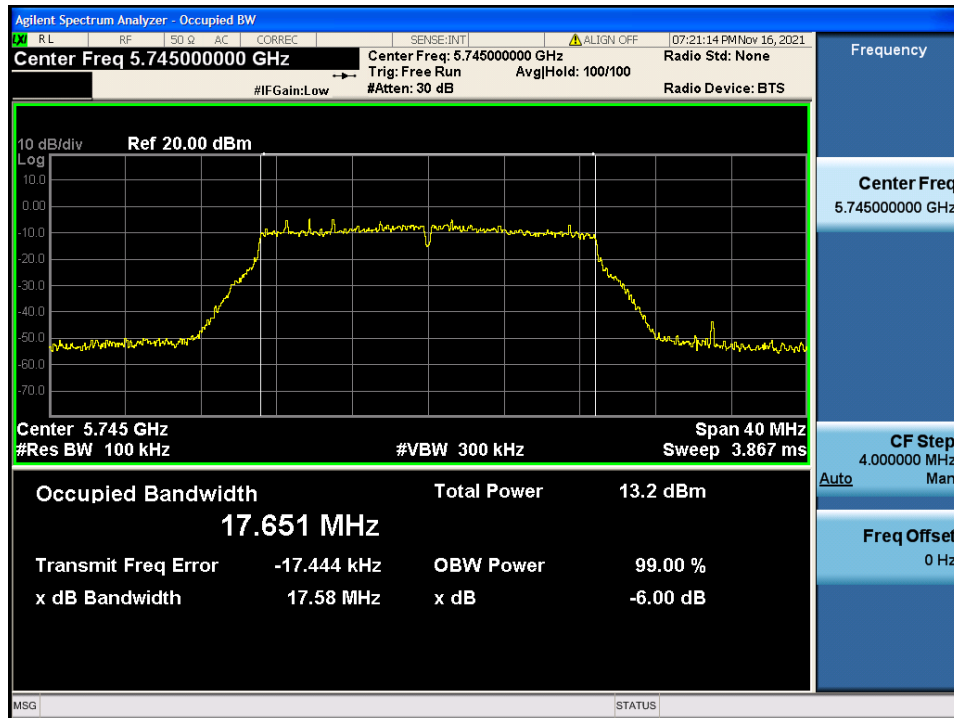 Agilent Spectrum Analyzer - Occupied BW
LXI RL RF 50 Ω AC CORREC SENSE:INT ALIGN OFF 07:21:14 PM Nov 16, 2021
Center Freq 5.745000000 GHz
Center Freq: 5.745000000 GHz
Radio Std: None
Trig: Free Run Avg|Hold: 100/100
#IFGain:Low
#Atten: 30 dB
Radio Device: BTS
Frequency
10 dB/div Ref 20.00 dBm
Log
10.0
0.00
-10.0
-20.0
-30.0
-40.0
-50.0
-60.0
-70.0
Center 5.745 GHz Span 40 MHz
#Res BW 100 kHz #VBW 300 kHz Sweep 3.867 ms
Occupied Bandwidth Total Power 13.2 dBm
17.651 MHz
Transmit Freq Error -17.444 kHz OBW Power 99.00 %
x dB Bandwidth 17.58 MHz x dB -6.00 dB
Center Freq
5.745000000 GHz
CF Step
4.000000 MHz
Auto Man
Freq Offset
0 Hz
MSG STATUS